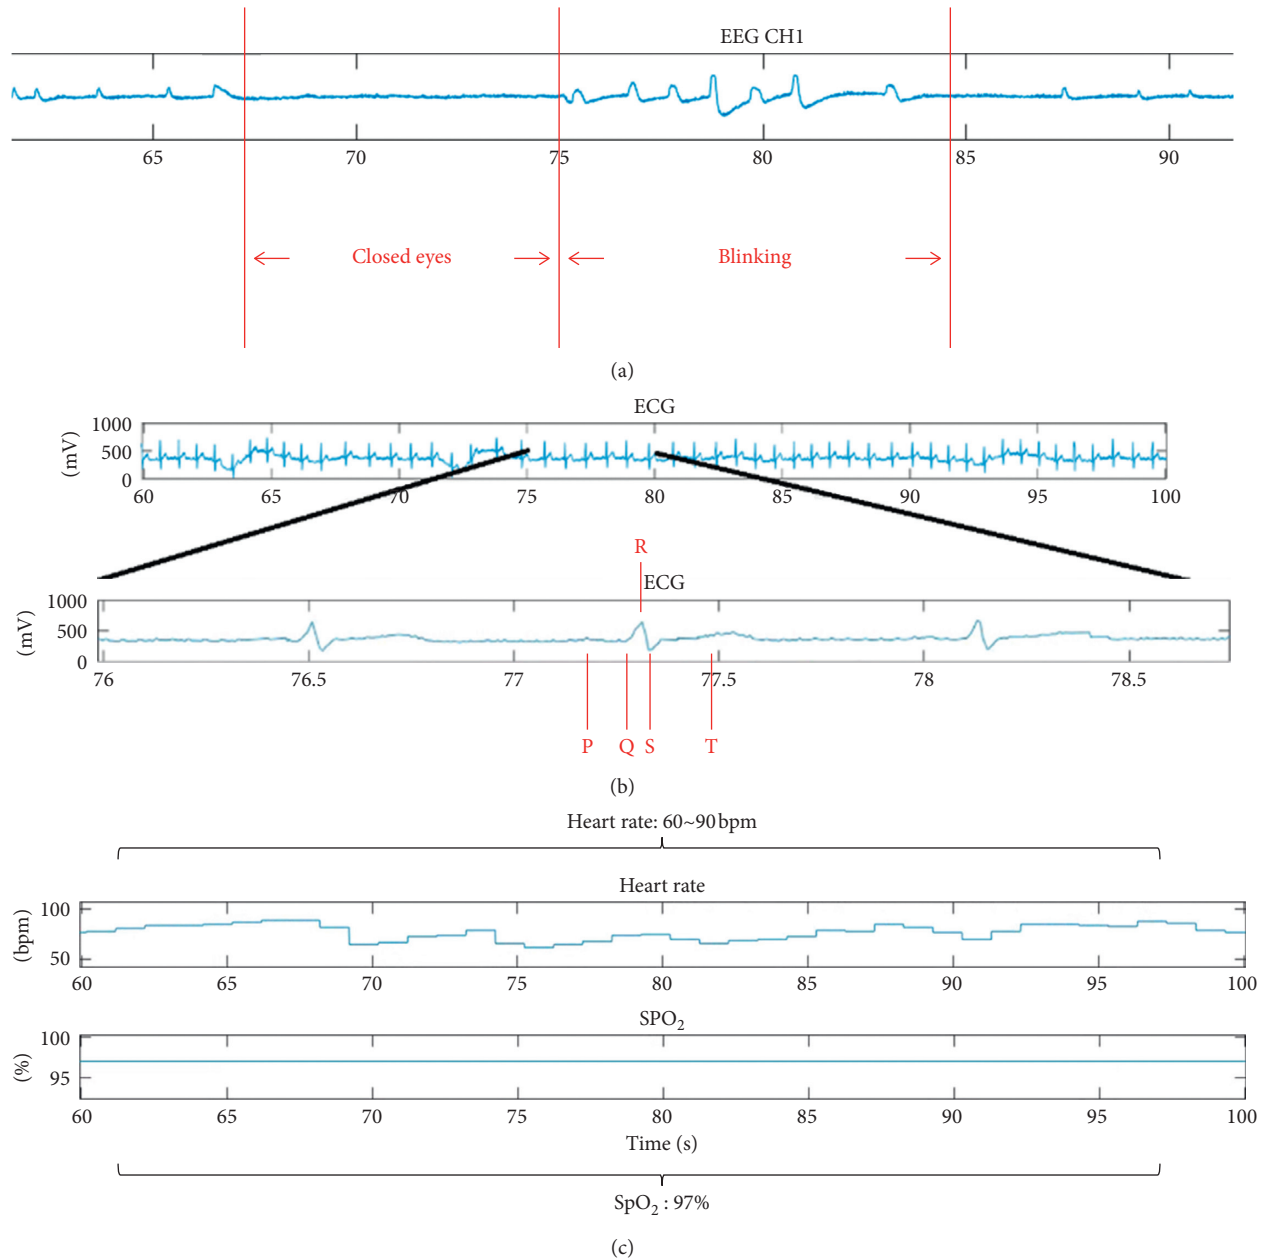 EEG CH1
65 70 75 80 85 90
Closed eyes Blinking
(a)
ECG
1000
500
0
(mV)
60 65 70 75 80 85 90 95 100
R
ECG
1000
500
0
(mV)
76 76.5 77 77.5 78 78.5
P Q S T
(b)
Heart rate: 60~90 bpm
Heart rate
100
50
(bpm)
60 65 70 75 80 85 90 95 100
SPO2
100
95
(%)
60 65 70 75 80 85 90 95 100
Time (s)
SpO2 : 97%
(c)